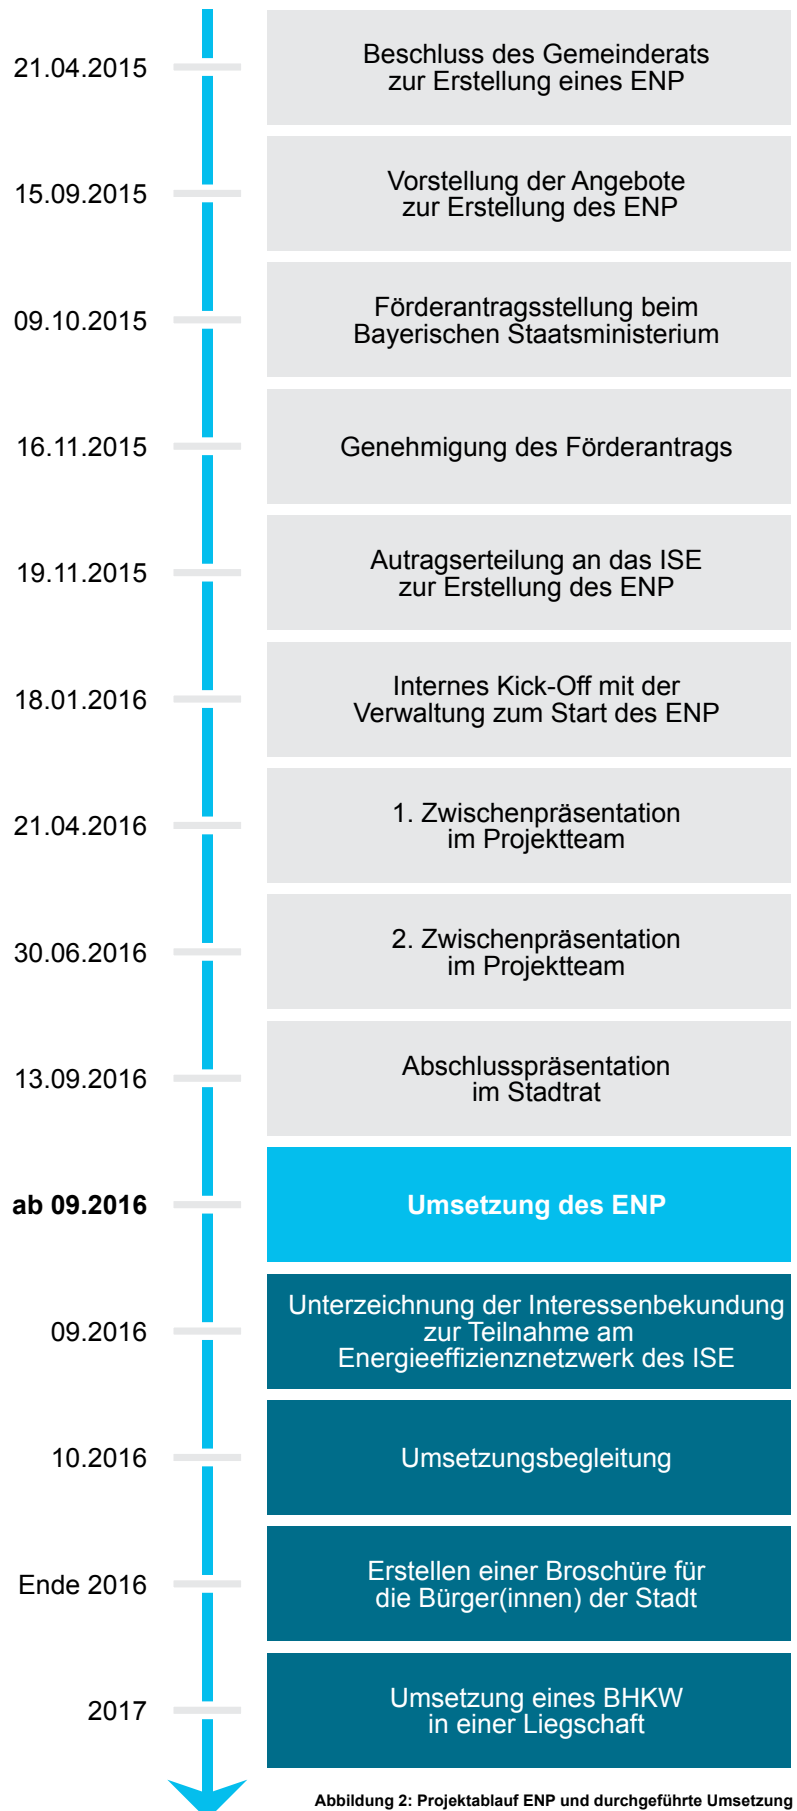 21.04.2015
Beschluss des Gemeinderats
zur Erstellung eines ENP
15.09.2015
Vorstellung der Angebote
zur Erstellung des ENP
09.10.2015
Förderantragsstellung beim
Bayerischen Staatsministerium
16.11.2015
Genehmigung des Förderantrags
19.11.2015
Autragserteilung an das ISE
zur Erstellung des ENP
18.01.2016
Internes Kick-Off mit der
Verwaltung zum Start des ENP
21.04.2016
1. Zwischenpräsentation
im Projektteam
30.06.2016
2. Zwischenpräsentation
im Projektteam
13.09.2016
Abschlusspräsentation
im Stadtrat
ab 09.2016
Umsetzung des ENP
09.2016
Unterzeichnung der Interessenbekundung
zur Teilnahme am
Energieeffizienznetzwerk des ISE
10.2016
Umsetzungsbegleitung
Ende 2016
Erstellen einer Broschüre für
die Bürger(innen) der Stadt
2017
Umsetzung eines BHKW
in einer Liegschaft
Abbildung 2: Projektablauf ENP und durchgeführte Umsetzung